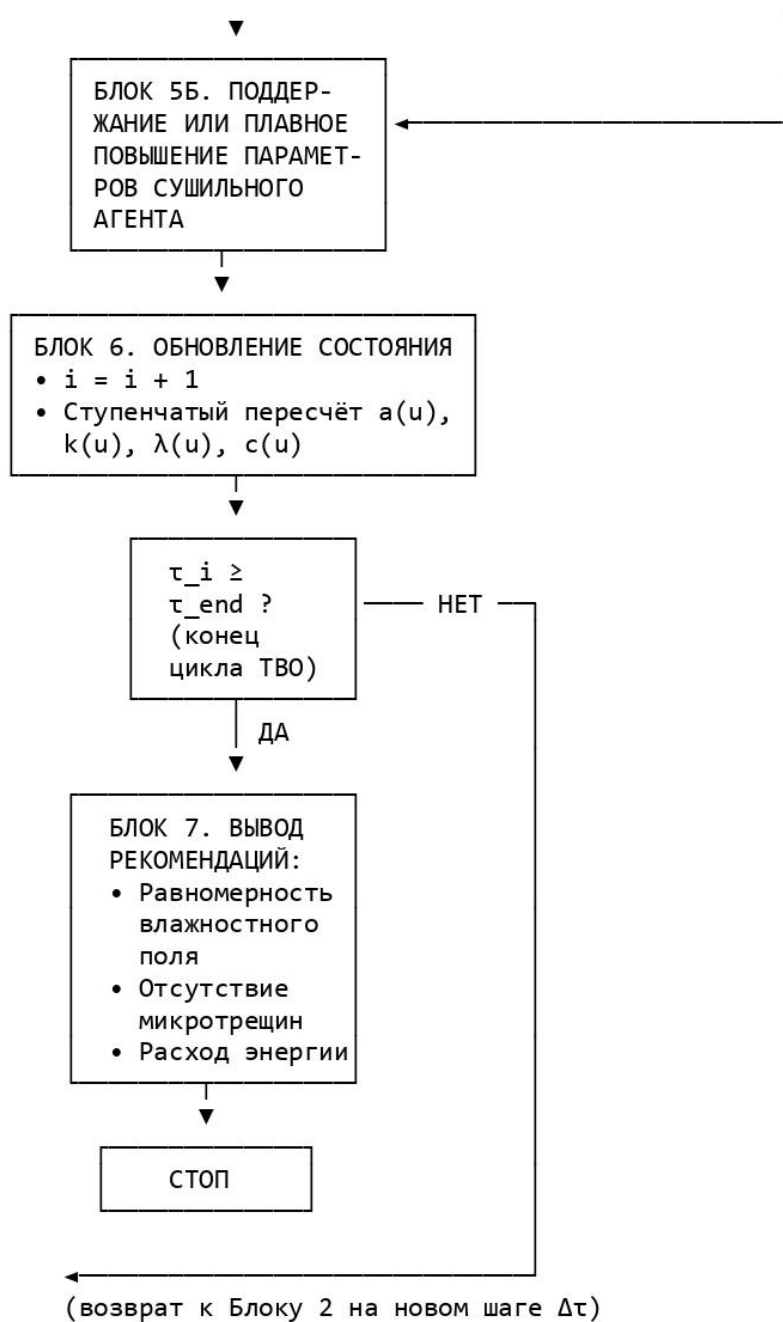 БЛОК 5Б. ПОДДЕР-
ЖАНИЕ ИЛИ ПЛАВНОЕ
ПОВЫШЕНИЕ ПАРАМЕТ-
РОВ СУШИЛЬНОГО
АГЕНТА
БЛОК 6. ОБНОВЛЕНИЕ СОСТОЯНИЯ
• i = i + 1
• Ступенчатый пересчёт a(u),
k(u), λ(u), c(u)
τ_i ≥
τ_end ?
НЕТ
(конец
цикла ТВО)
ДА
БЛОК 7. ВЫВОД
РЕКОМЕНДАЦИЙ:
• Равномерность
влажностного
поля
• Отсутствие
микротрещин
• Расход энергии
СТОП
(возврат к Блоку 2 на новом шаге Δτ)